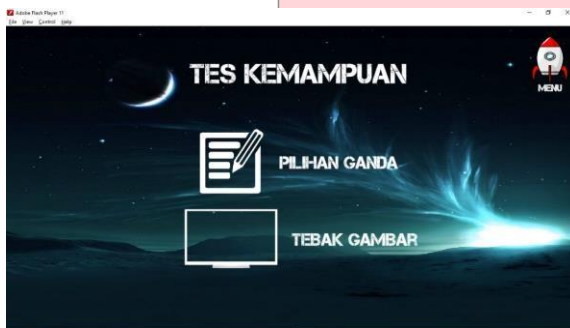 Adobe Flash Player 11
File View Control Help
TES KEMAMPUAN
MENU
PILIHAN GANDA
TEBAK GAMBAR